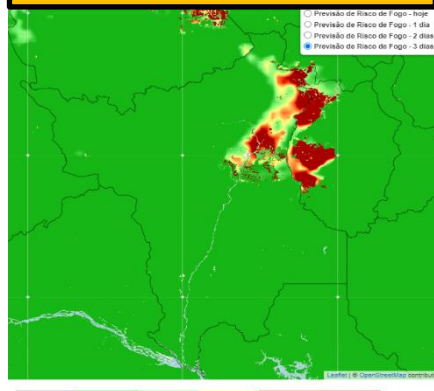 Previsão de Risco de Fogo - hoje
Previsão de Risco de Fogo - 1 dia
Previsão de Risco de Fogo - 2 dias
Previsão de Risco de Fogo - 3 dias
Leaflet | © OpenStreetMap contribut